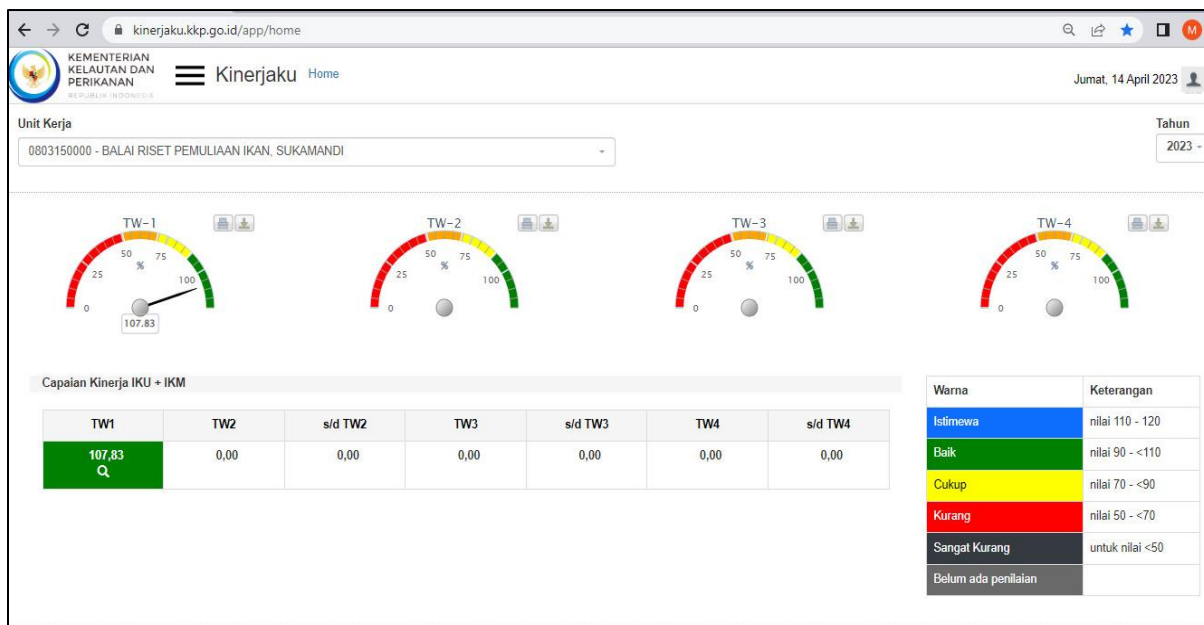 kinerjaku.kkp.go.id/app/home
M
KEMENTERIAN
KELAUTAN DAN
PERIKANAN
REPUBLIK INDONESIA
Kinerjaku Home
Jumat, 14 April 2023
Unit Kerja
Tahun
0803150000 - BALAI RISET PEMULIAAN IKAN, SUKAMANDI
2023
TW-1
0 25 50 75 100
%
107.83
TW-2
0 25 50 75 100
%
TW-3
0 25 50 75 100
%
TW-4
0 25 50 75 100
%
Capaian Kinerja IKU + IKM
TW1 TW2 s/d TW2 TW3 s/d TW3 TW4 s/d TW4
107,83 0,00 0,00 0,00 0,00 0,00 0,00
Warna Keterangan
Istimewa nilai 110 - 120
Baik nilai 90 - <110
Cukup nilai 70 - <90
Kurang nilai 50 - <70
Sangat Kurang untuk nilai <50
Belum ada penilaian